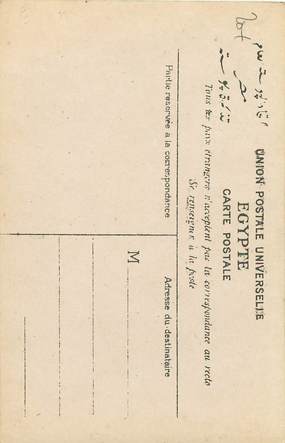 UNION POSTALE UNIVERSELLE
EGYPTE
CARTE POSTALE
Tous les pays étrangers n'acceptent pas la correspondance au recto
(Se renseigner à la poste
Partie reservée à la correspondance
Adresse du destinataire
M